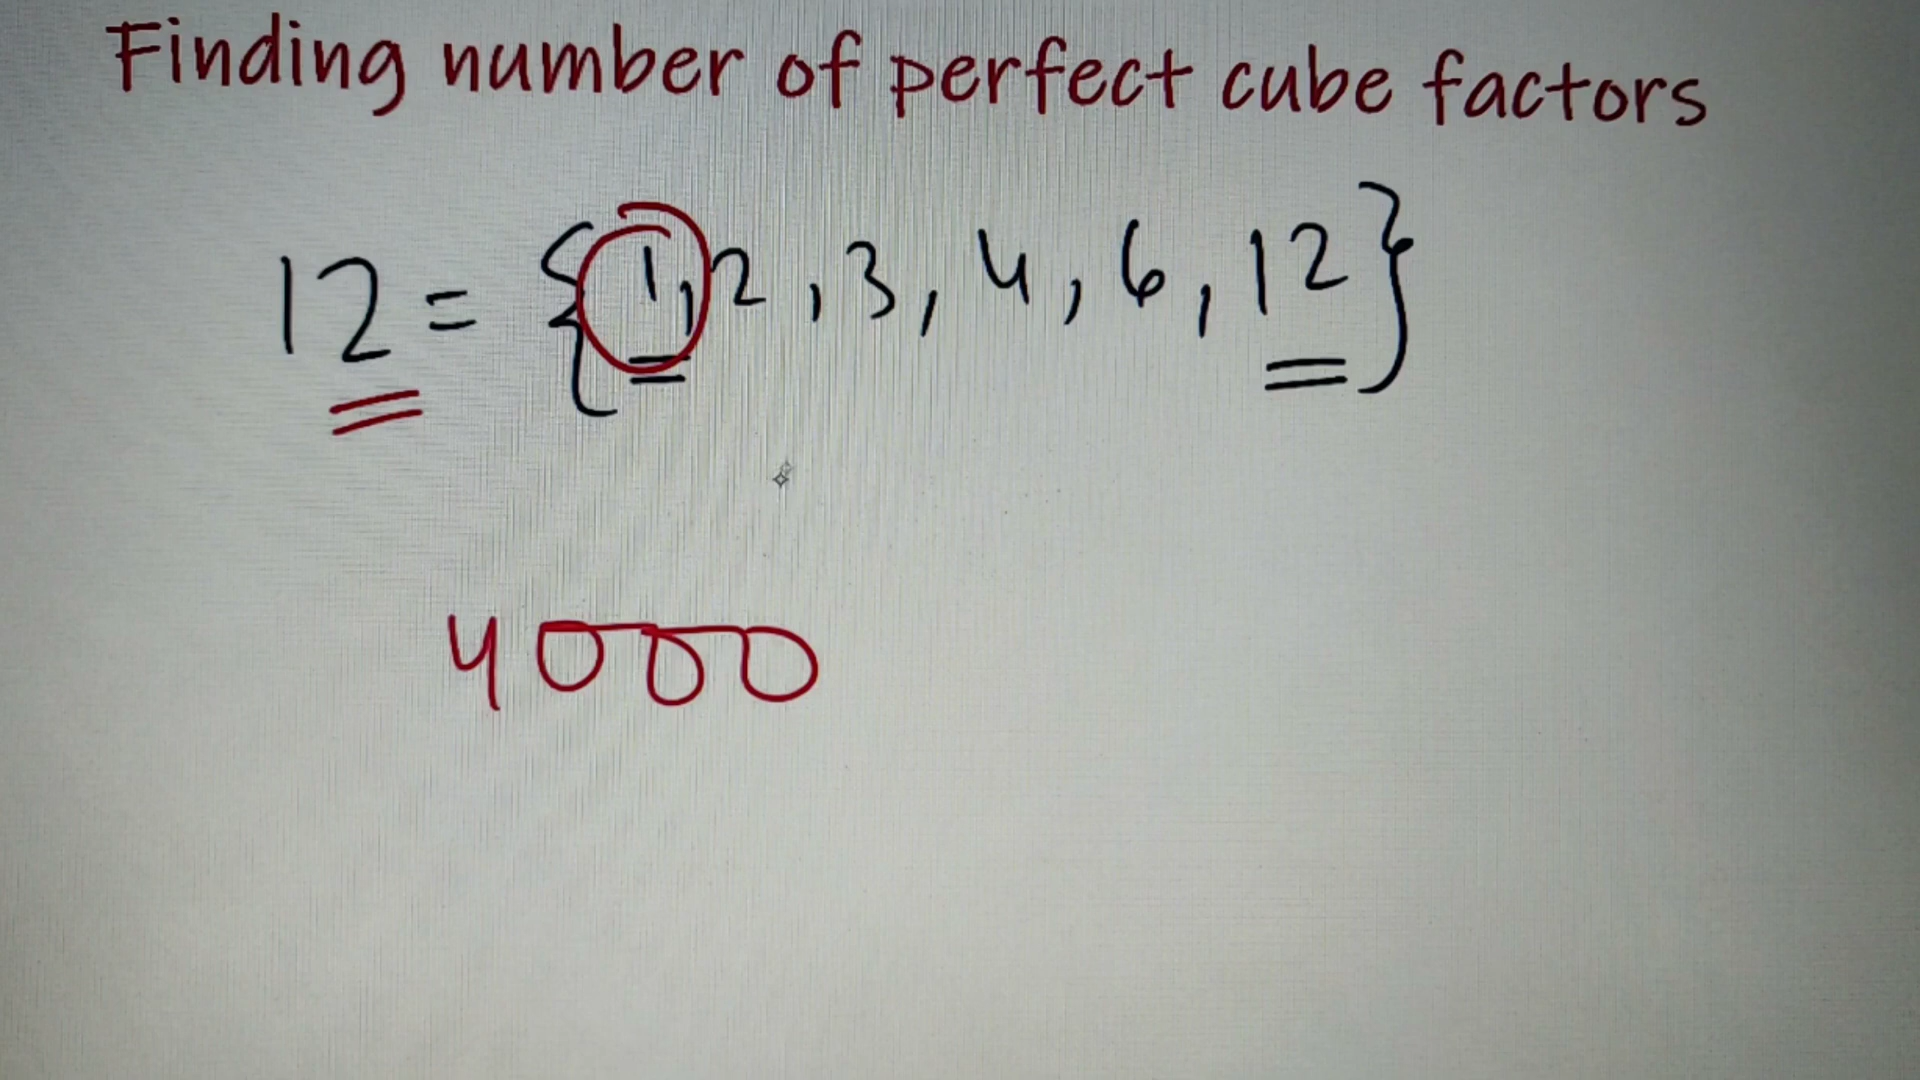 Finding number of perfect cube factors
12 = {1, 2, 3, 4, 6, 12}
4000